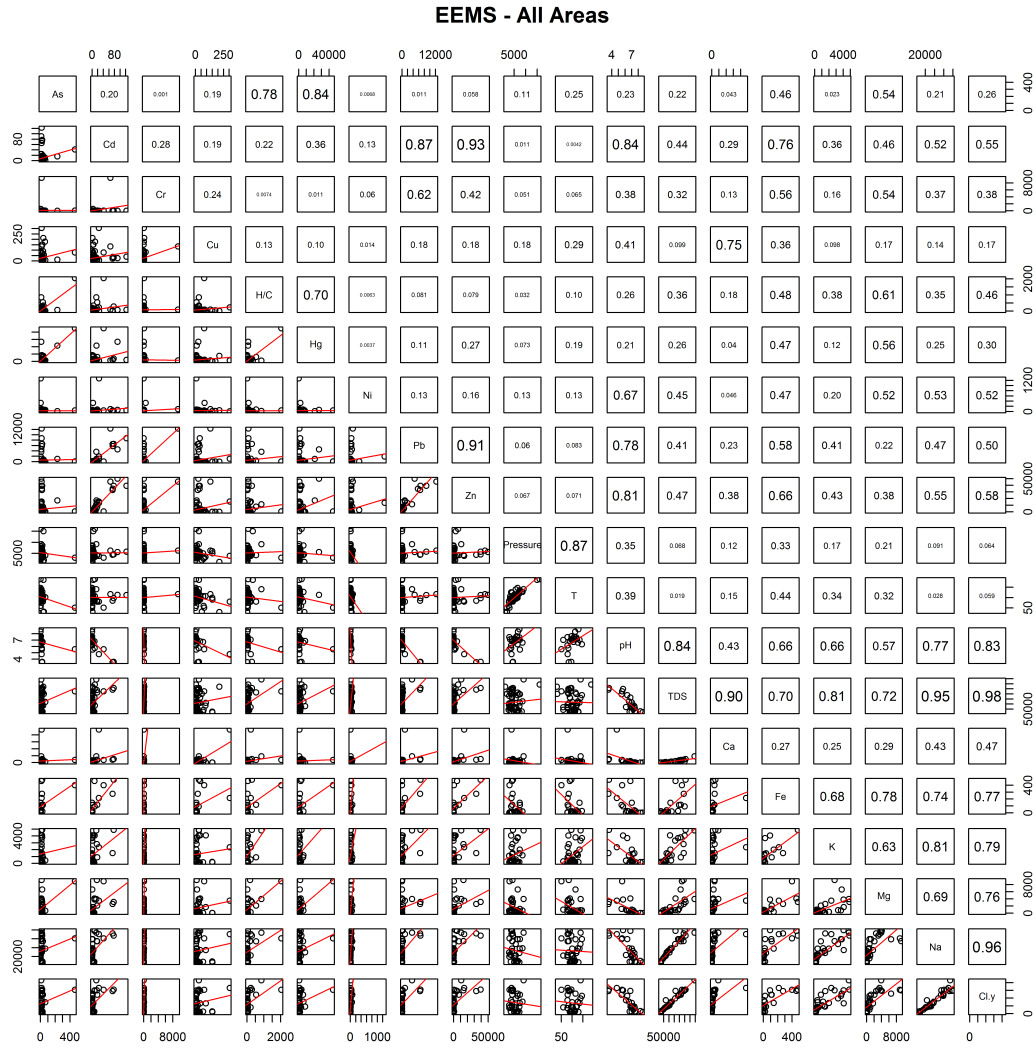 EEMS - All Areas
0 80 0 250 0 40000 0 12000 5000 4 7 0 0 4000 20000
As 0.20 0.001 0.19 0.78 0.84 0.0068 0.011 0.058 0.11 0.25 0.23 0.22 0.043 0.46 0.023 0.54 0.21 0.26 0 400
0 80 Cd 0.28 0.19 0.22 0.36 0.13 0.87 0.93 0.011 0.0042 0.84 0.44 0.29 0.76 0.36 0.46 0.52 0.55
Cr 0.24 0.0074 0.011 0.06 0.62 0.42 0.051 0.065 0.38 0.32 0.13 0.56 0.16 0.54 0.37 0.38 0 8000
0 250 Cu 0.13 0.10 0.014 0.18 0.18 0.18 0.29 0.41 0.099 0.75 0.36 0.098 0.17 0.14 0.17
H/C 0.70 0.0063 0.081 0.079 0.032 0.10 0.26 0.36 0.18 0.48 0.38 0.61 0.35 0.46 0 2000
0 Hg 0.0037 0.11 0.27 0.073 0.19 0.21 0.26 0.04 0.47 0.12 0.56 0.25 0.30
Ni 0.13 0.16 0.13 0.13 0.67 0.45 0.046 0.47 0.20 0.52 0.53 0.52 0 1200
0 12000 Pb 0.91 0.06 0.083 0.78 0.41 0.23 0.58 0.41 0.22 0.47 0.50
Zn 0.067 0.071 0.81 0.47 0.38 0.66 0.43 0.38 0.55 0.58 0 50000
5000 Pressure 0.87 0.35 0.068 0.12 0.33 0.17 0.21 0.091 0.064
T 0.39 0.019 0.15 0.44 0.34 0.32 0.028 0.059 50
4 7 pH 0.84 0.43 0.66 0.66 0.57 0.77 0.83
TDS 0.90 0.70 0.81 0.72 0.95 0.98 50000
0 Ca 0.27 0.25 0.29 0.43 0.47
Fe 0.68 0.78 0.74 0.77 0 400
0 4000 K 0.63 0.81 0.79
Mg 0.69 0.76 0 8000
20000 Na 0.96
Cl.y 0
0 400 0 8000 0 2000 0 1000 0 50000 50 50000 0 400 0 8000 0